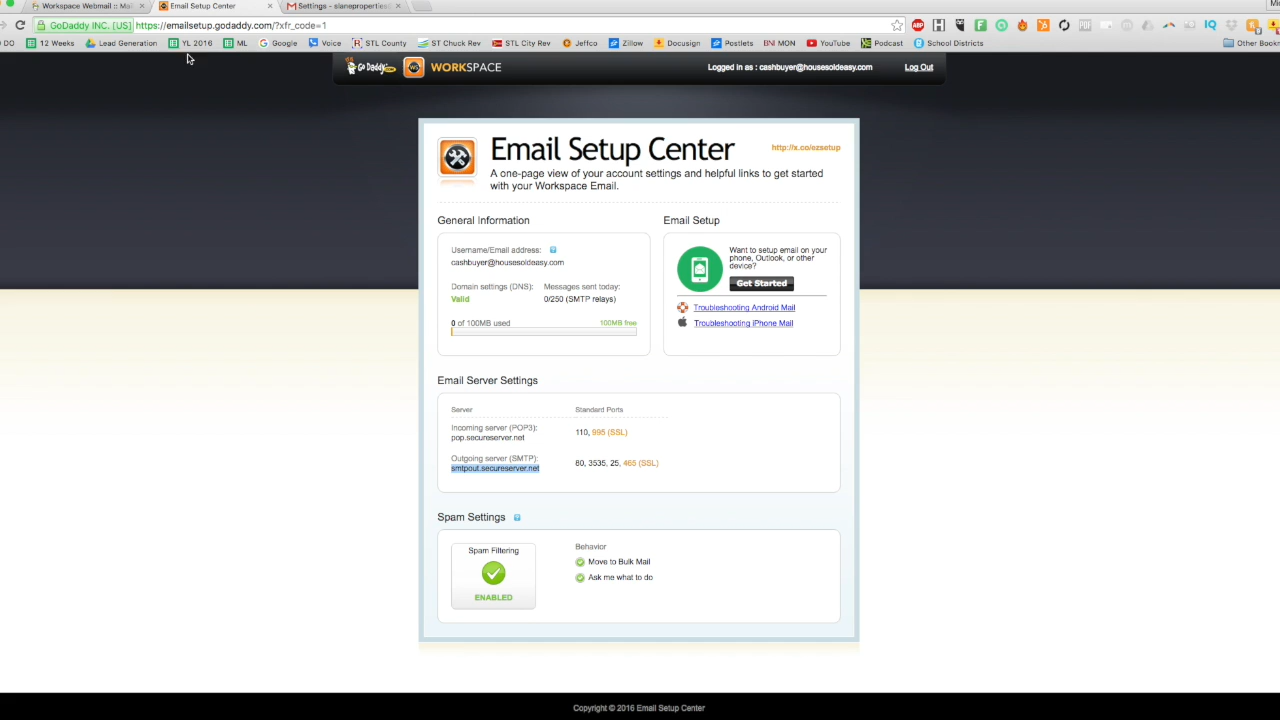 Workspace Webmail :: Mai
Email Setup Center
Settings - slaneproperties
GoDaddy INC. [US]
https://emailsetup.godaddy.com/?xfr_code=1
DO
12 Weeks
Lead Generation
YL 2016
ML
Google
Voice
STL County
ST Chuck Rev
STL City Rev
Jeffco
Zillow
Docusign
Postlets
MON
YouTube
Podcast
School Districts
Other Bookm
Go Daddy
WORKSPACE
Logged in as : cashbuyer@housesoldeasy.com
Log Out
Email Setup Center
http://x.co/ezsetup
A one-page view of your account settings and helpful links to get started
with your Workspace Email.
General Information
Username/Email address:
cashbuyer@housesoldeasy.com
Domain settings (DNS):
Valid
Messages sent today:
0/250 (SMTP relays)
0 of 100MB used
100MB free
Email Setup
Want to setup email on your
phone, Outlook, or other
device?
Get Started
Troubleshooting Android Mail
Troubleshooting iPhone Mail
Email Server Settings
Server
Standard Ports
Incoming server (POP3):
pop.secureserver.net
110, 995 (SSL)
Outgoing server (SMTP):
smtpout.secureserver.net
80, 3535, 25, 465 (SSL)
Spam Settings
Spam Filtering
ENABLED
Behavior
Move to Bulk Mail
Ask me what to do
Copyright © 2016 Email Setup Center